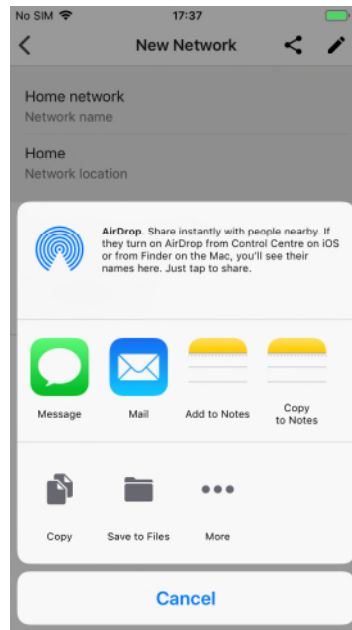 No SIM 17:37
New Network
Home network
Network name
Home
Network location
AirDrop. Share instantly with people nearby. If
they turn on AirDrop from Control Centre on iOS
or from Finder on the Mac, you'll see their
names here. Just tap to share.
Message Mail Add to Notes Copy
to Notes
Copy Save to Files More
Cancel